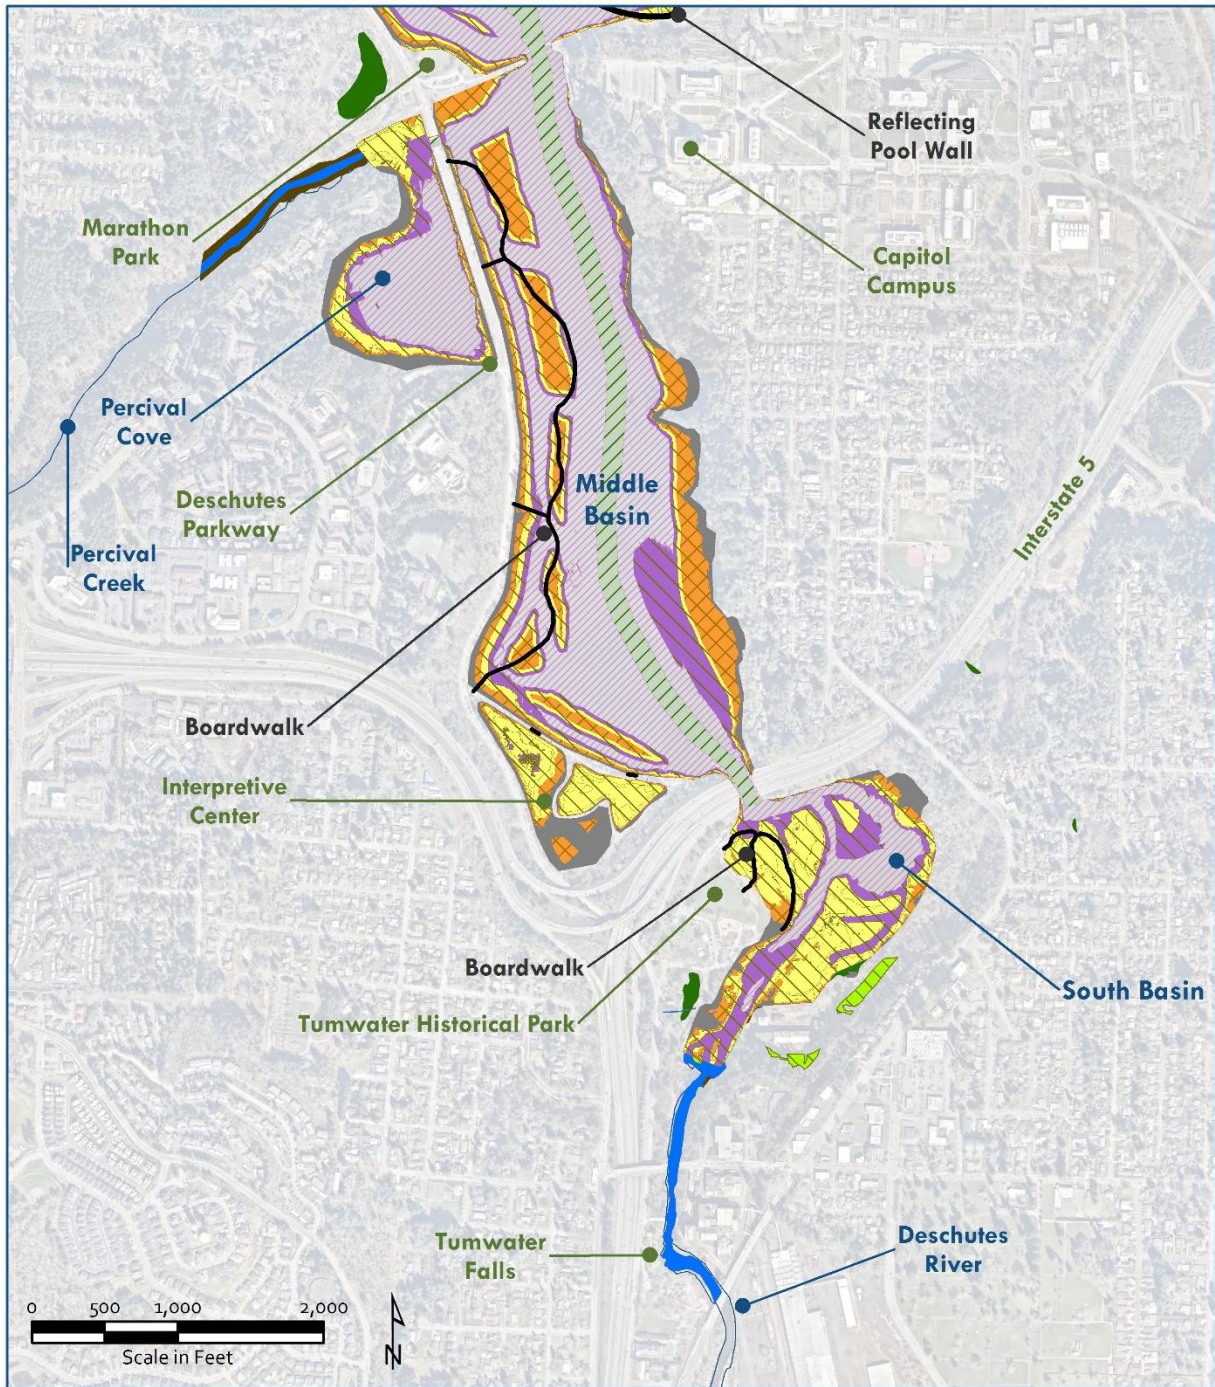 Reflecting
Pool Wall
Marathon
Park
Capitol
Campus
Percival
Cove
Interstate 5
Deschutes
Parkway
Middle
Basin
Percival
Creek
Boardwalk
Interpretive
Center
Boardwalk
South Basin
Tumwater Historical Park
Tumwater
Falls
Deschutes
River
0 500 1,000 2,000
Scale in Feet
N